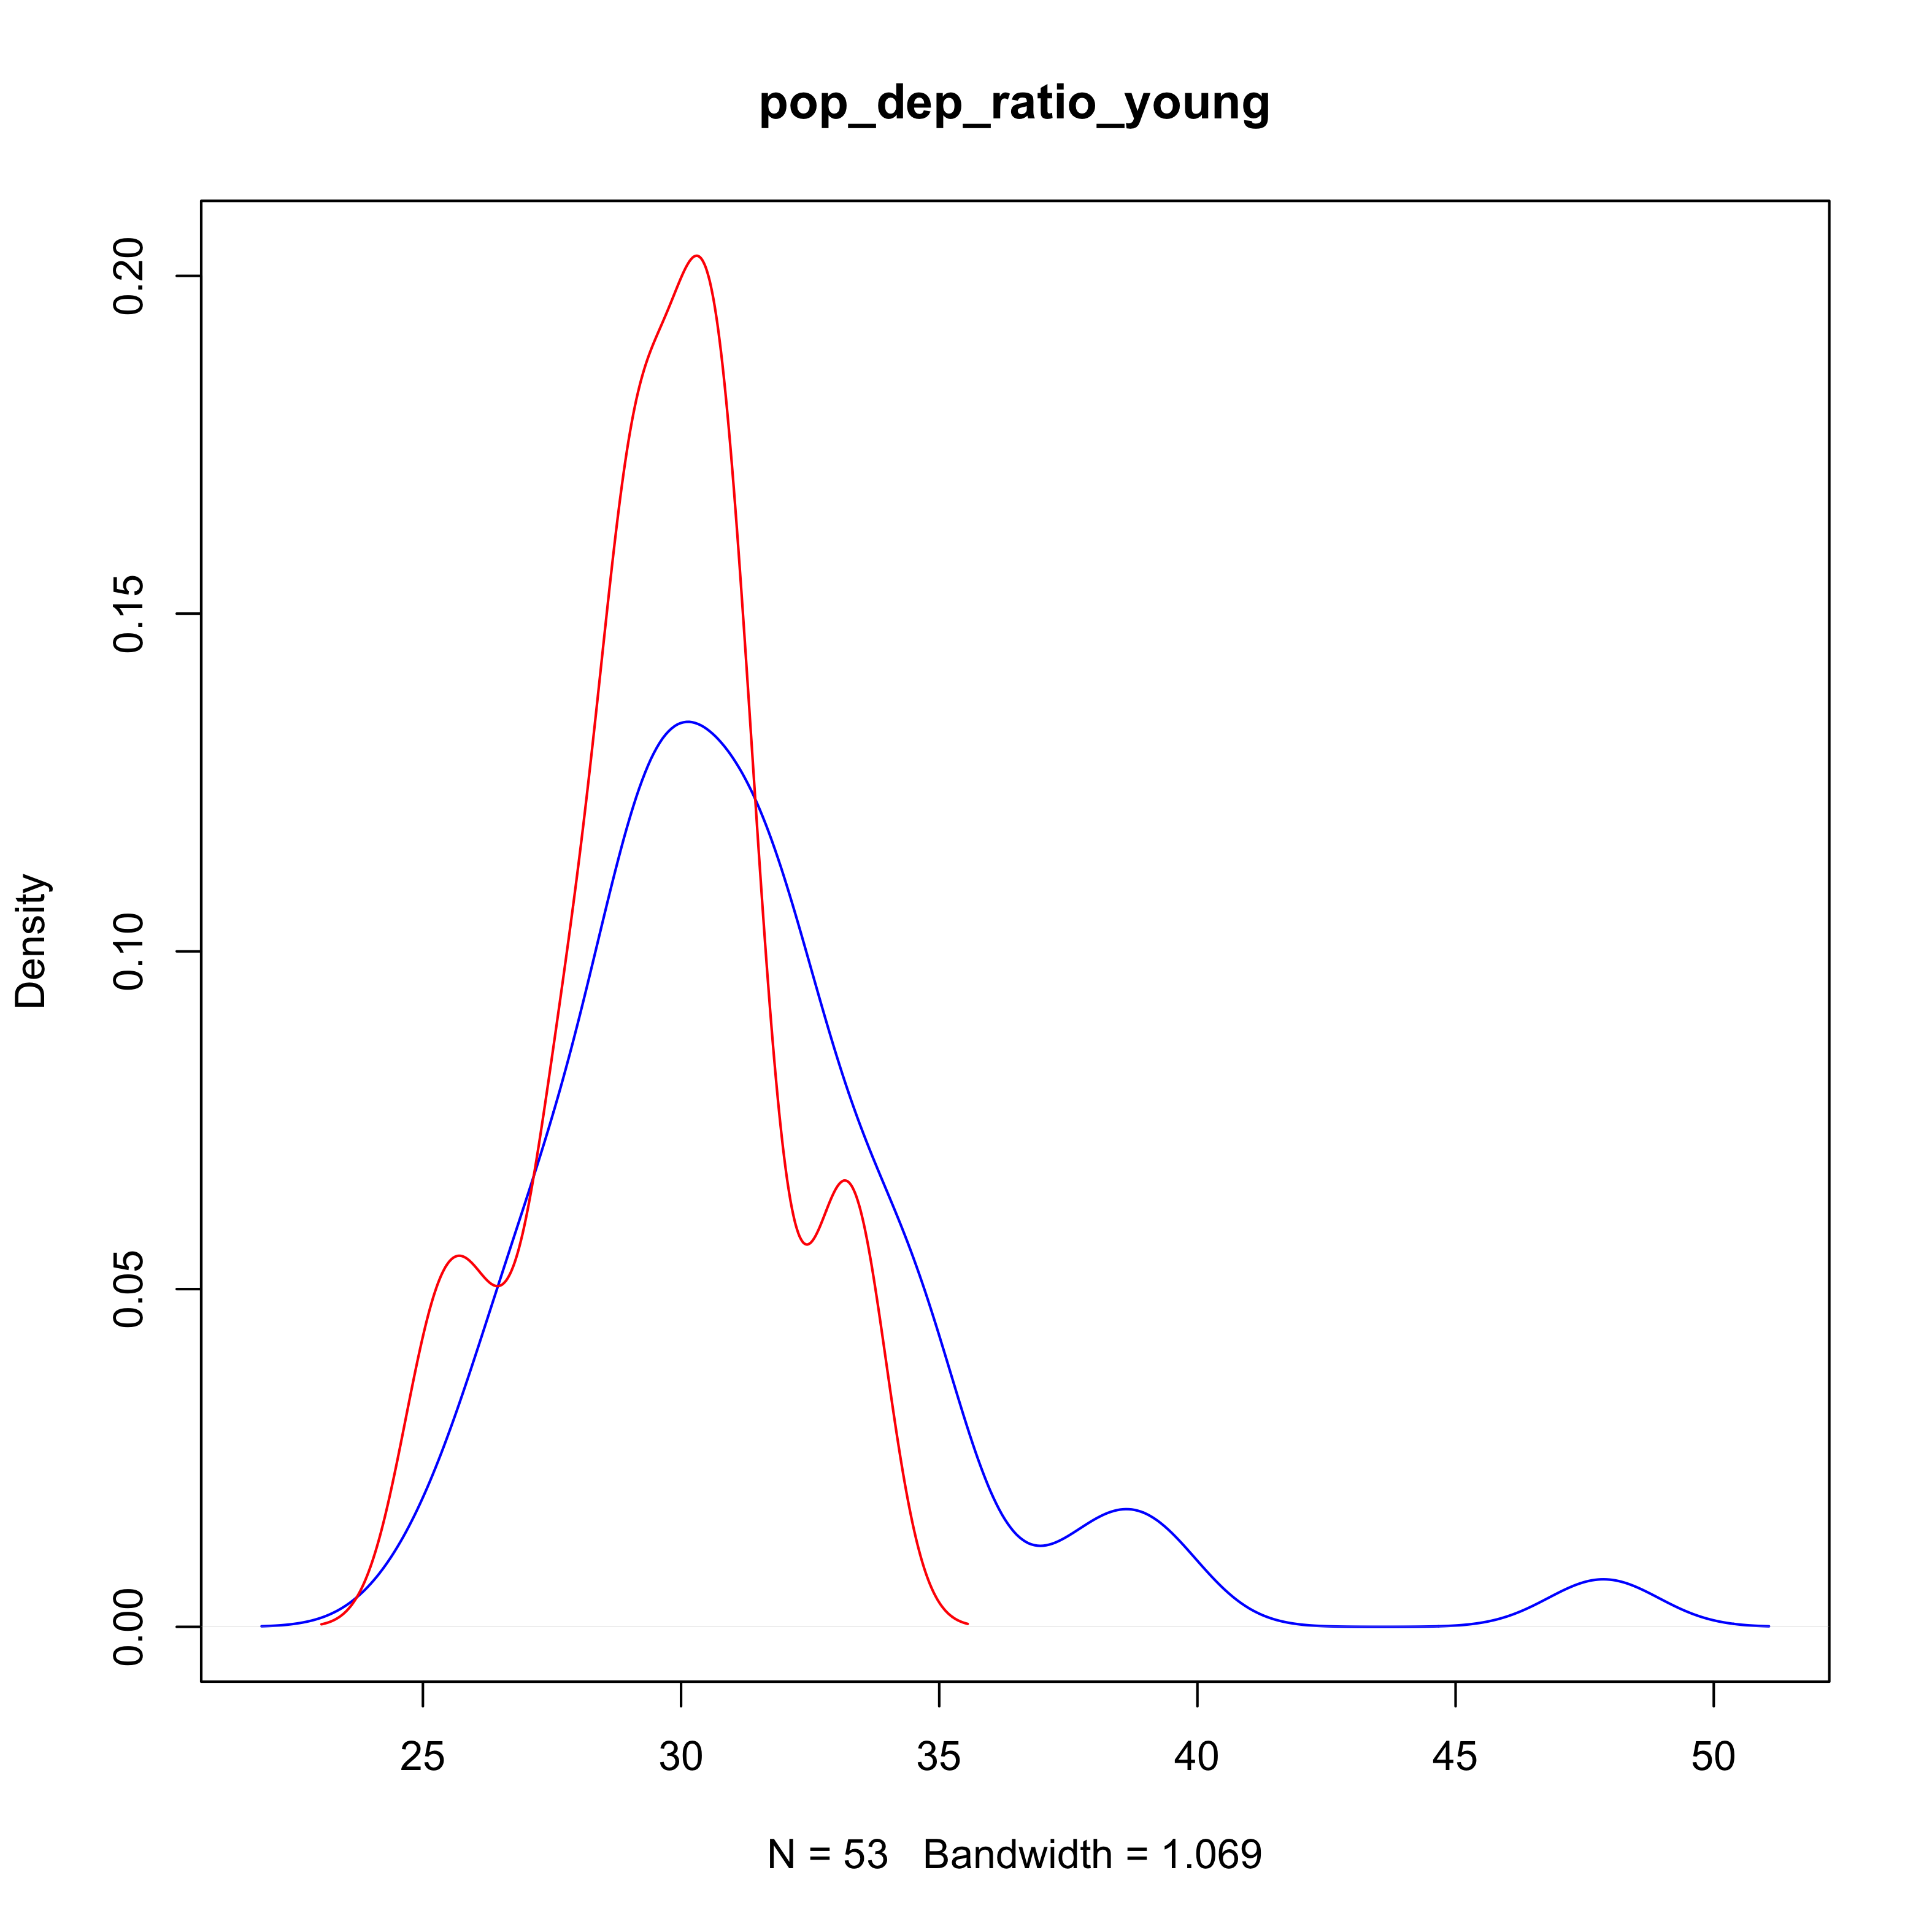 pop_dep_ratio_young
Density
0.20
0.15
0.10
0.05
0.00
25 30 35 40 45 50
N = 53 Bandwidth = 1.069